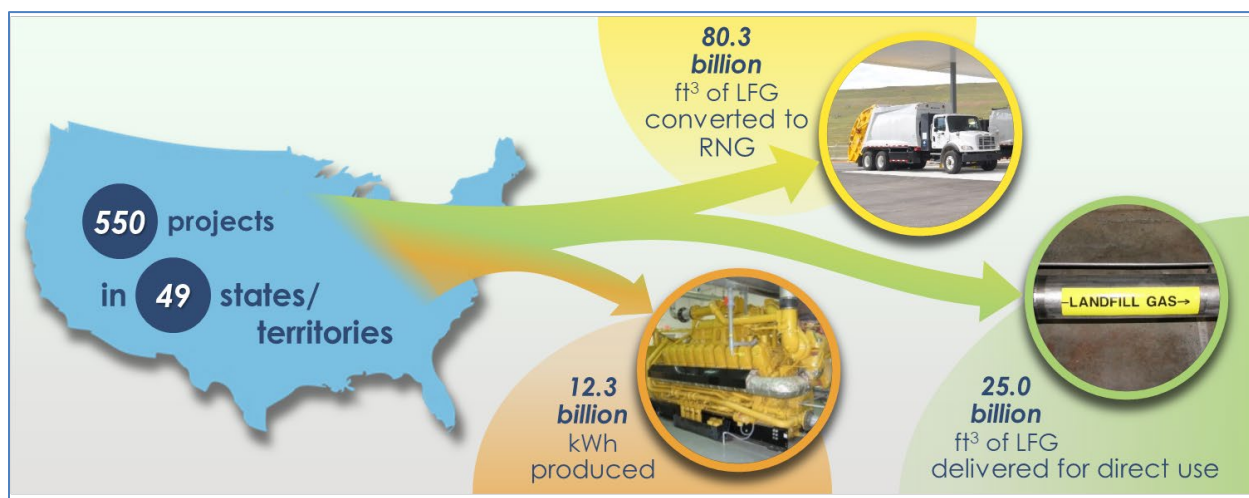 550 projects
in 49 states/
territories
80.3
billion
ft³ of LFG
converted to
RNG
12.3
billion
kWh
produced
LANDFILL GAS→
25.0
billion
ft³ of LFG
delivered for direct use